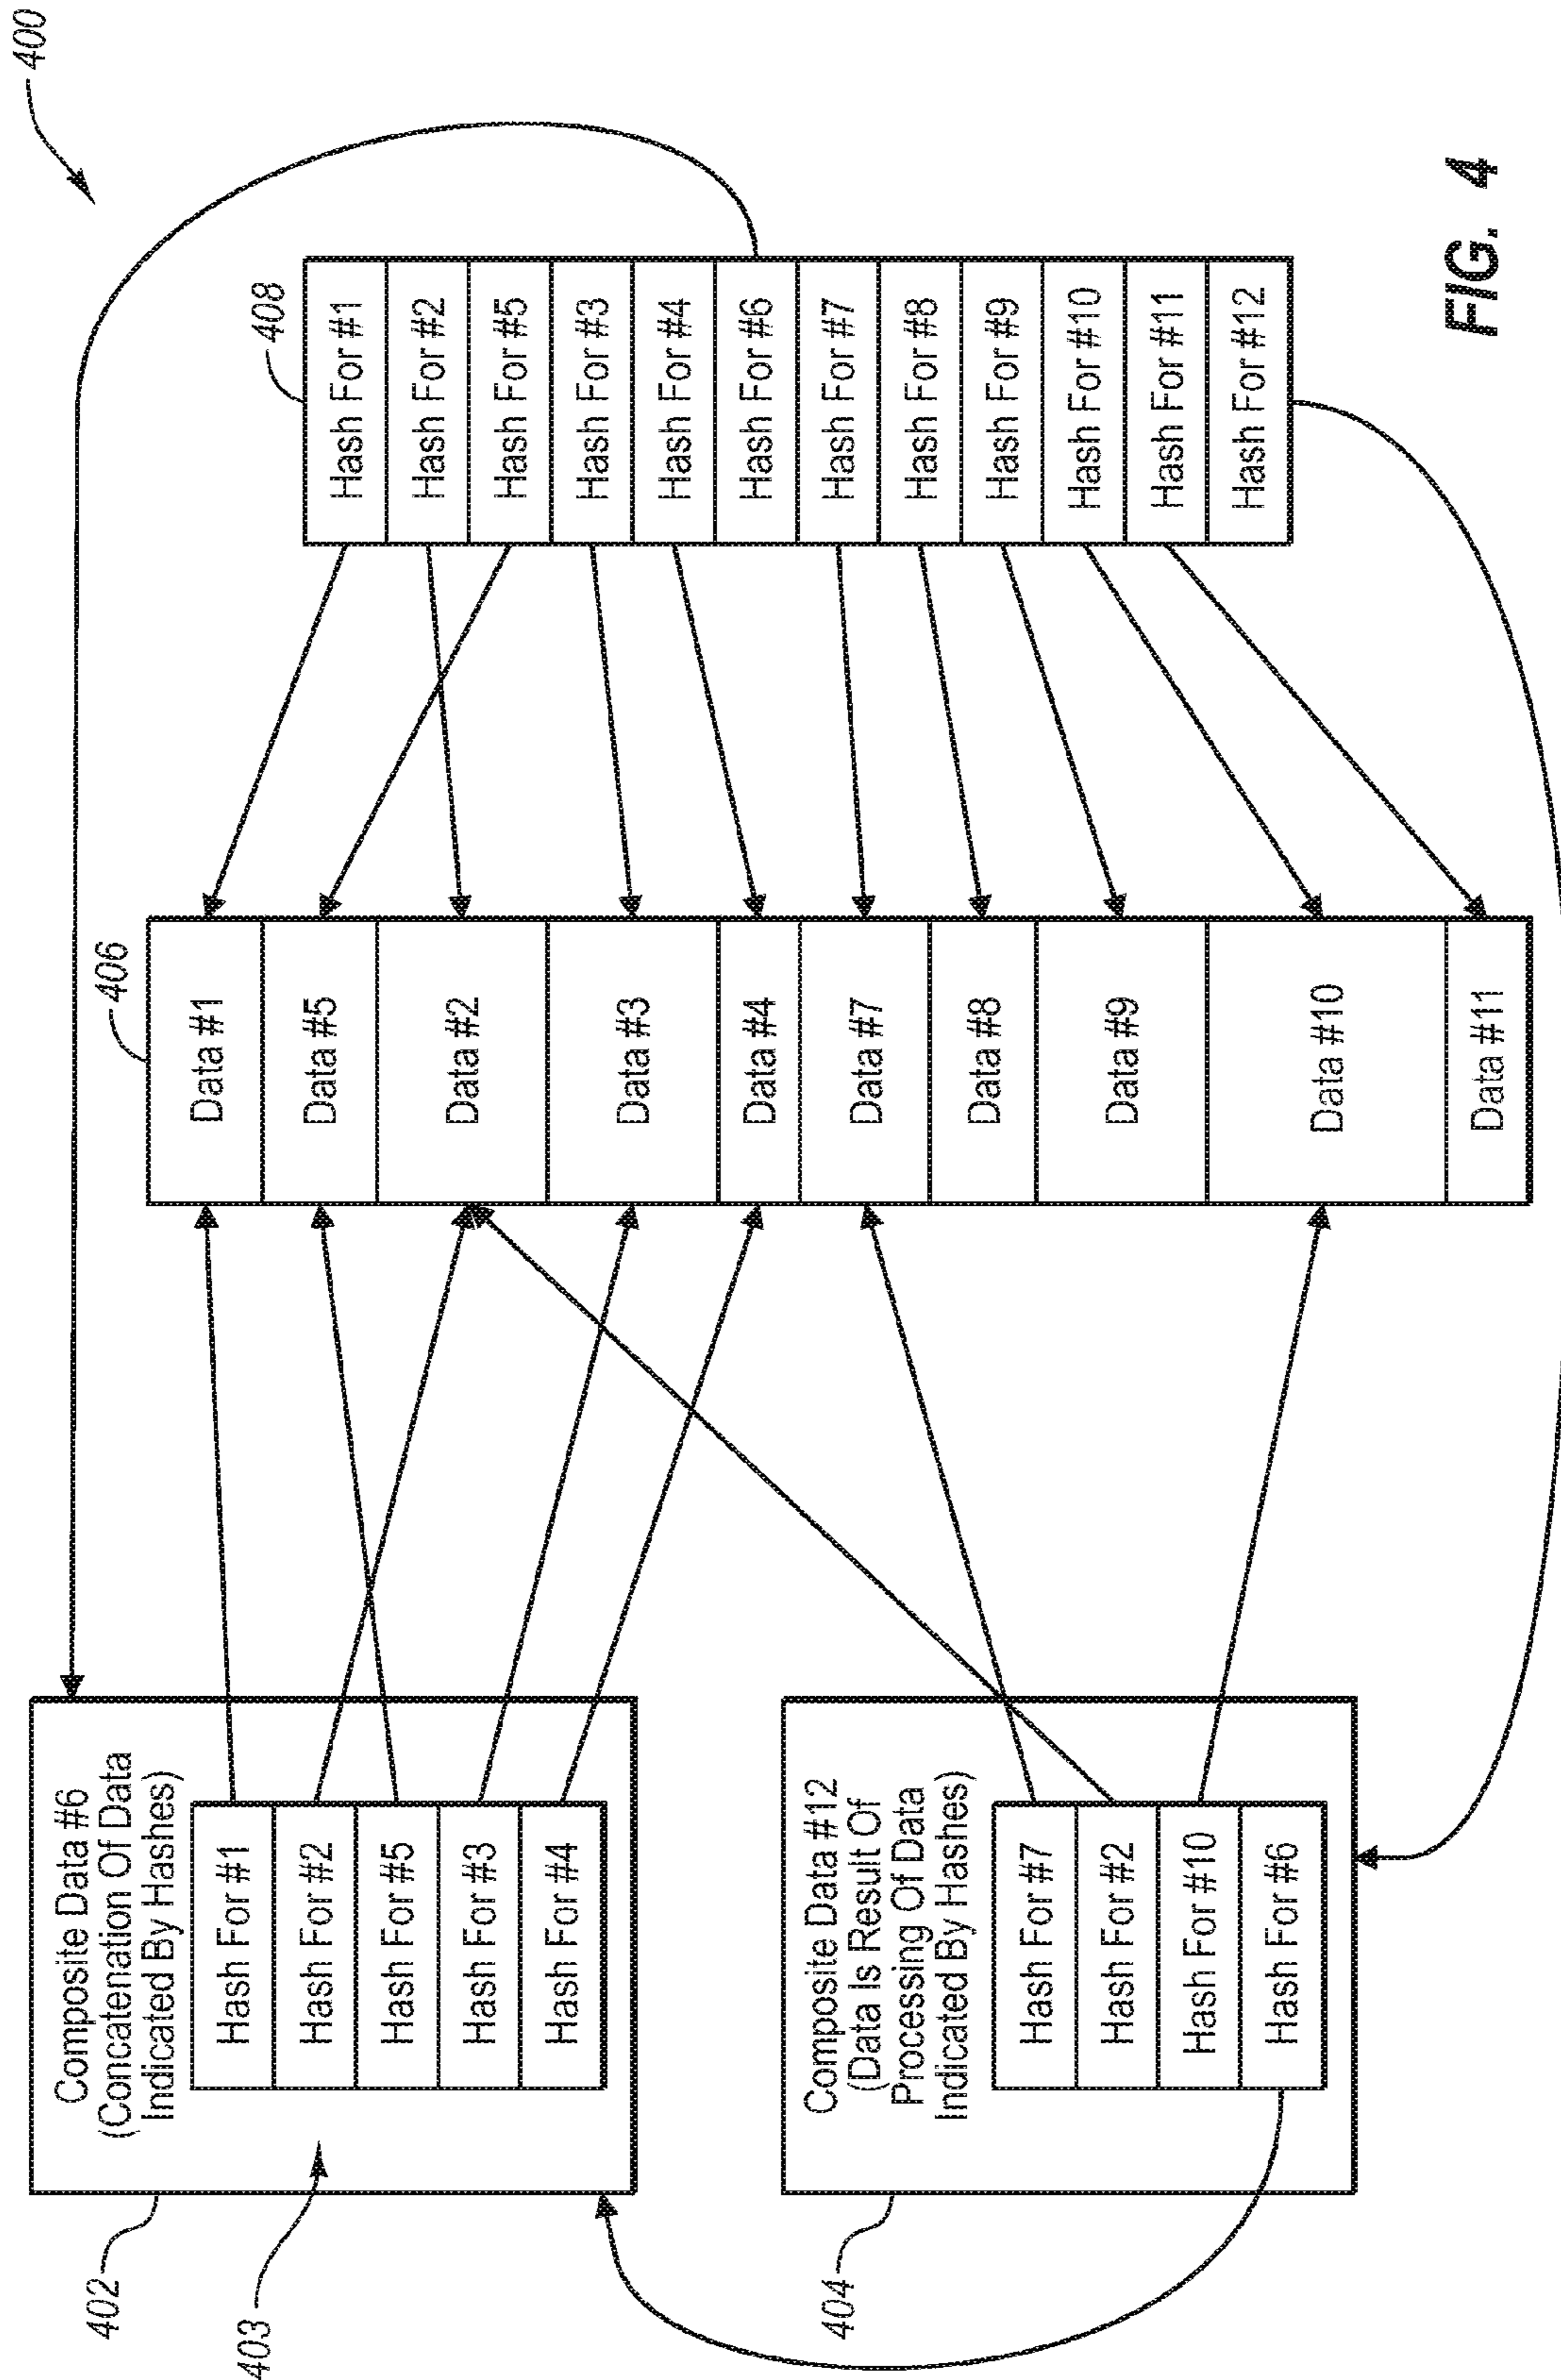 400
402
Composite Data #6
(Concatenation Of Data
Indicated By Hashes)
403
Hash For #1
Hash For #2
Hash For #5
Hash For #3
Hash For #4
404
Composite Data #12
(Data Is Result Of
Processing Of Data
Indicated By Hashes)
Hash For #7
Hash For #2
Hash For #10
Hash For #6
406
Data #1
Data #5
Data #2
Data #3
Data #4
Data #7
Data #8
Data #9
Data #10
Data #11
408
Hash For #1
Hash For #2
Hash For #5
Hash For #3
Hash For #4
Hash For #6
Hash For #7
Hash For #8
Hash For #9
Hash For #10
Hash For #11
Hash For #12
FIG. 4